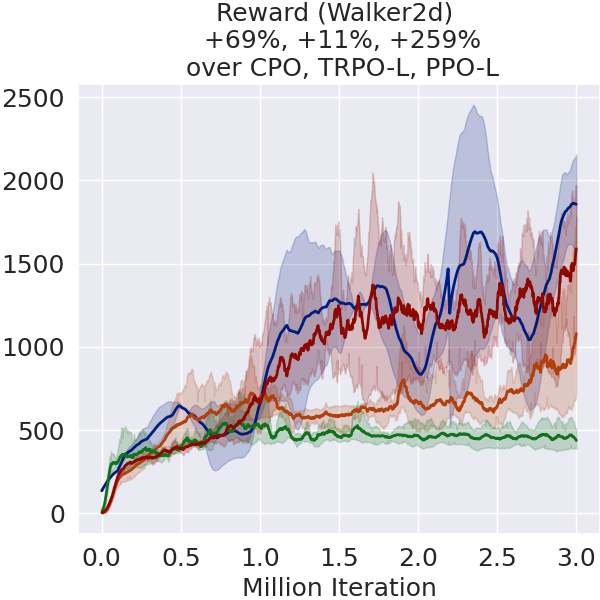 Reward (Walker2d)
+69%, +11%, +259%
over CPO, TRPO-L, PPO-L
2500
2000
1500
1000
500
0
0.0 0.5 1.0 1.5 2.0 2.5 3.0
Million Iteration